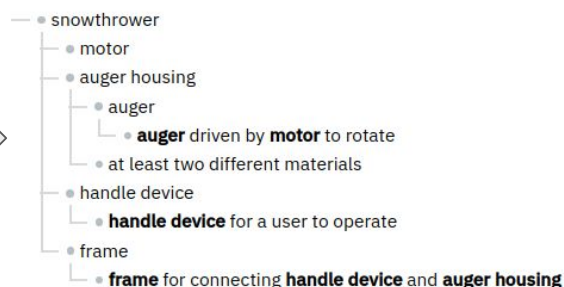 snowthrower
motor
auger housing
auger
auger driven by motor to rotate
at least two different materials
handle device
handle device for a user to operate
frame
frame for connecting handle device and auger housing